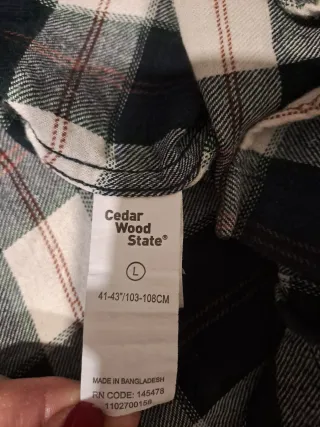 Cedar
Wood
State®
L
41-43"/103-108CM
MADE IN BANGLADESH
RN CODE: 145478
1102700158